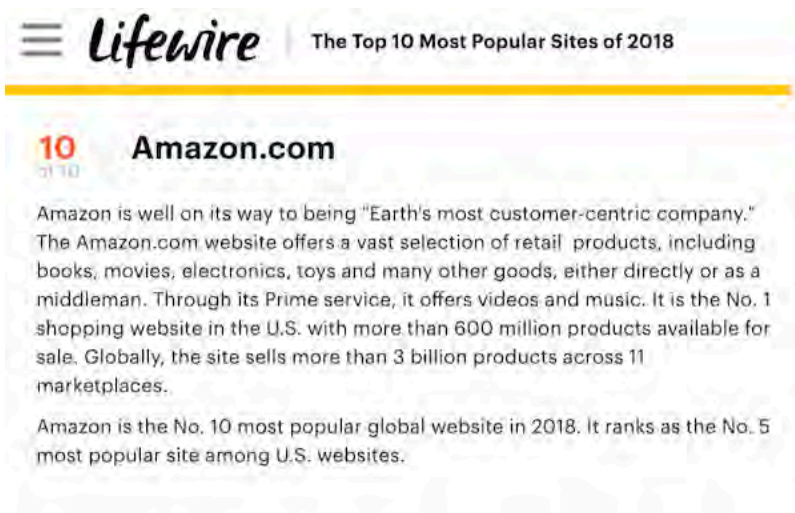 Lifewire The Top 10 Most Popular Sites of 2018
10 Amazon.com
of 10
Amazon is well on its way to being "Earth's most customer-centric company."
The Amazon.com website offers a vast selection of retail products, including
books, movies, electronics, toys and many other goods, either directly or as a
middleman. Through its Prime service, it offers videos and music. It is the No. 1
shopping website in the U.S. with more than 600 million products available for
sale. Globally, the site sells more than 3 billion products across 11
marketplaces.
Amazon is the No. 10 most popular global website in 2018. It ranks as the No. 5
most popular site among U.S. websites.